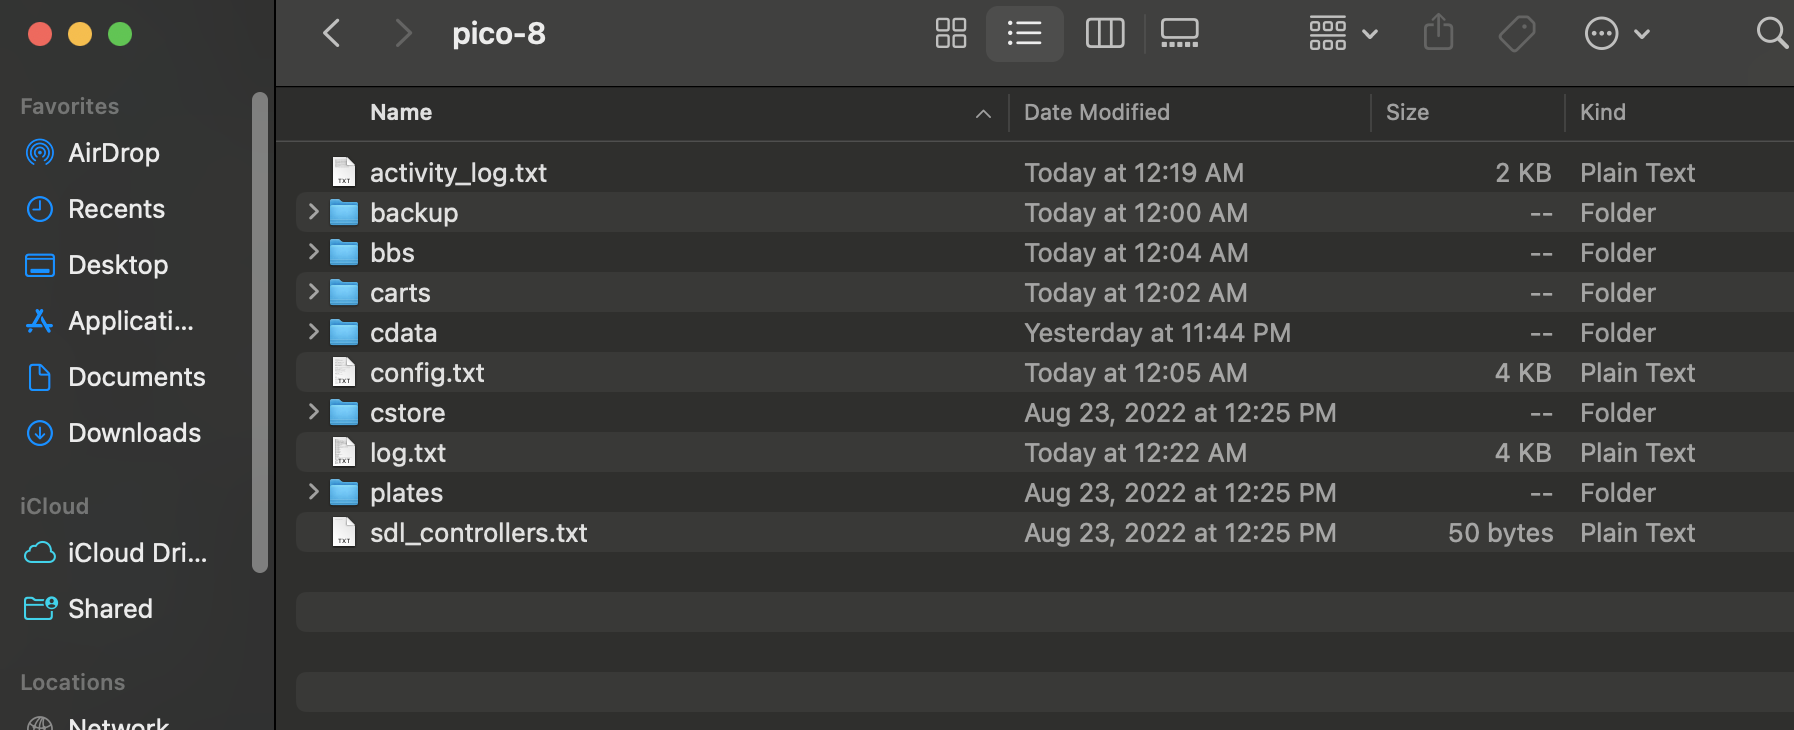 pico-8
Favorites
AirDrop
Recents
Desktop
Applicati...
Documents
Downloads
iCloud
iCloud Dri...
Shared
Locations
Network
Name Date Modified Size Kind
activity_log.txt Today at 12:19 AM 2 KB Plain Text
backup Today at 12:00 AM -- Folder
bbs Today at 12:04 AM -- Folder
carts Today at 12:02 AM -- Folder
cdata Yesterday at 11:44 PM -- Folder
config.txt Today at 12:05 AM 4 KB Plain Text
cstore Aug 23, 2022 at 12:25 PM -- Folder
log.txt Today at 12:22 AM 4 KB Plain Text
plates Aug 23, 2022 at 12:25 PM -- Folder
sdl_controllers.txt Aug 23, 2022 at 12:25 PM 50 bytes Plain Text